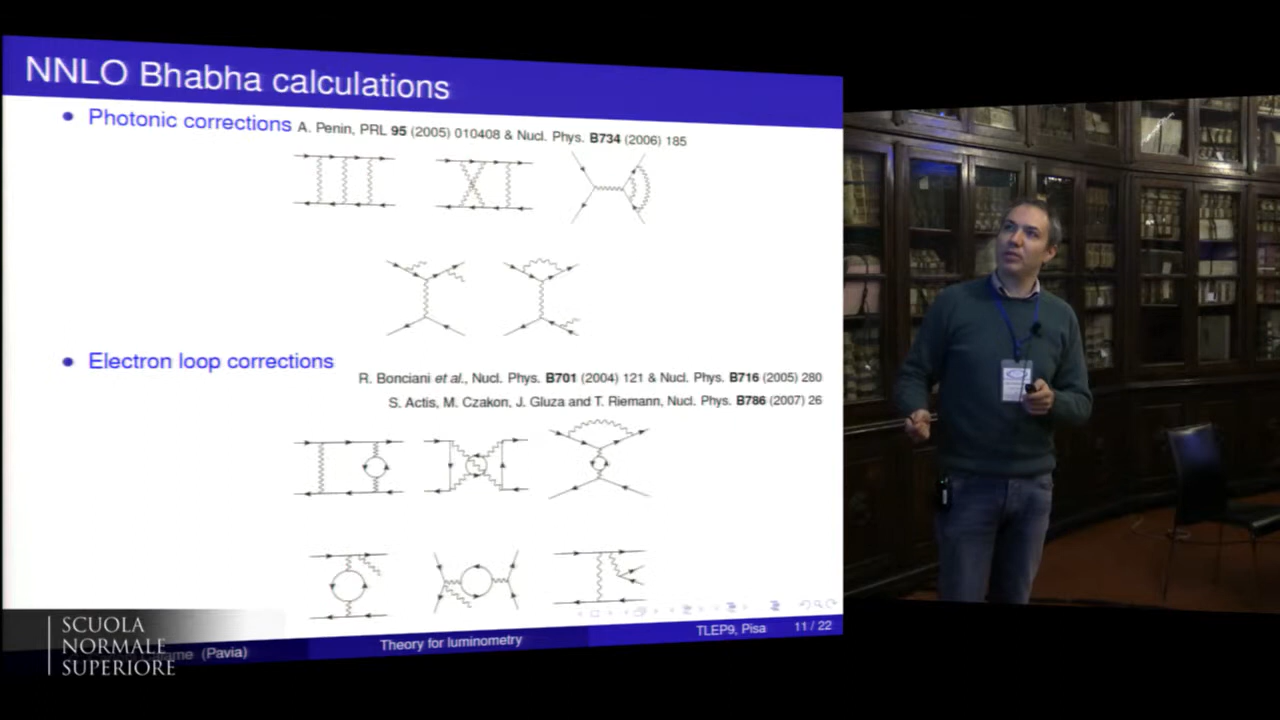 NNLO Bhabha calculations
Photonic corrections A. Penin, PRL 95 (2005) 010408 & Nucl. Phys. B734 (2006) 185
Electron loop corrections
R. Bonciani et al., Nucl. Phys. B701 (2004) 121 & Nucl. Phys. B716 (2005) 280
S. Actis, M. Czakon, J. Gluza and T. Riemann, Nucl. Phys. B786 (2007) 26
(Pavia)
Theory for luminometry
TLEP9, Pisa
11 / 22
SCUOLA
NORMALE
SUPERIORE